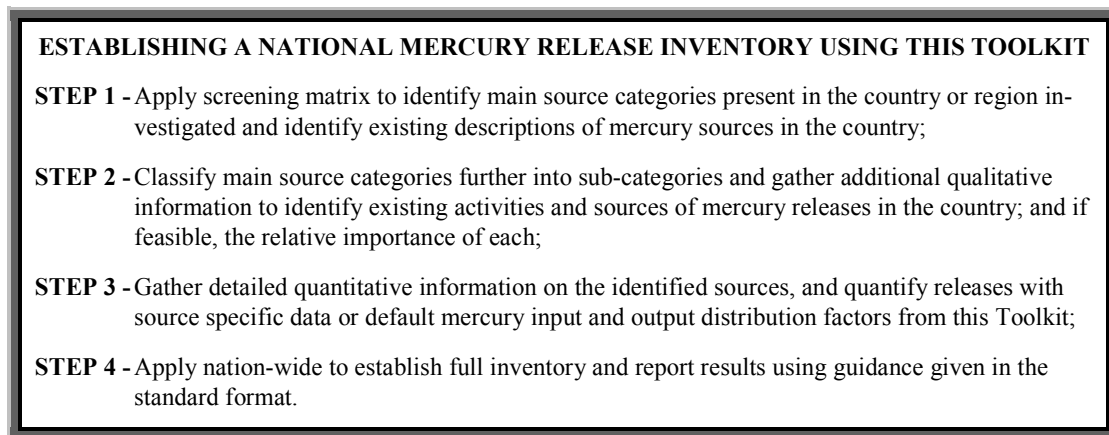 ESTABLISHING A NATIONAL MERCURY RELEASE INVENTORY USING THIS TOOLKIT
STEP 1 - Apply screening matrix to identify main source categories present in the country or region in-
vestigated and identify existing descriptions of mercury sources in the country;
STEP 2 - Classify main source categories further into sub-categories and gather additional qualitative
information to identify existing activities and sources of mercury releases in the country; and if
feasible, the relative importance of each;
STEP 3 - Gather detailed quantitative information on the identified sources, and quantify releases with
source specific data or default mercury input and output distribution factors from this Toolkit;
STEP 4 - Apply nation-wide to establish full inventory and report results using guidance given in the
standard format.